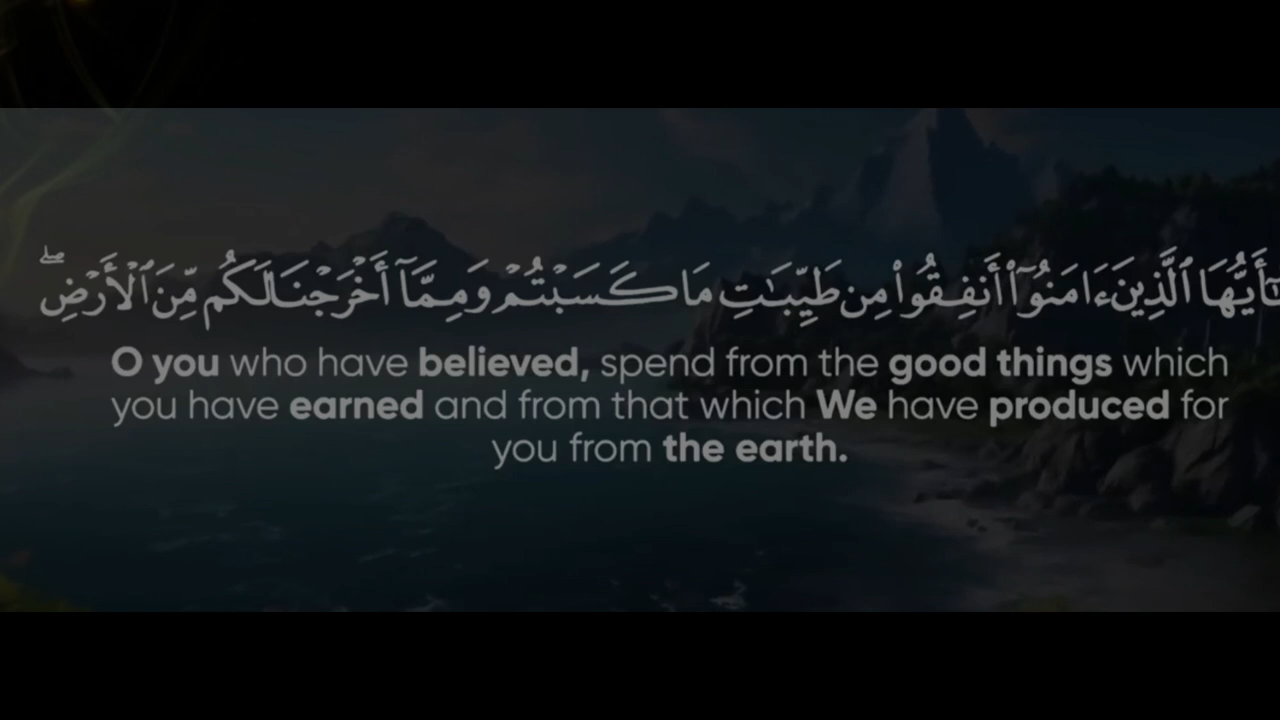 يَٰٓأَيُّهَا ٱلَّذِينَ ءَامَنُوٓا۟ أَنفِقُوا۟ مِن طَيِّبَٰتِ مَا كَسَبْتُمْ وَمِمَّآ أَخْرَجْنَا لَكُم مِّنَ ٱلْأَرْضِ ۖ
O you who have believed, spend from the good things which
you have earned and from that which We have produced for
you from the earth.